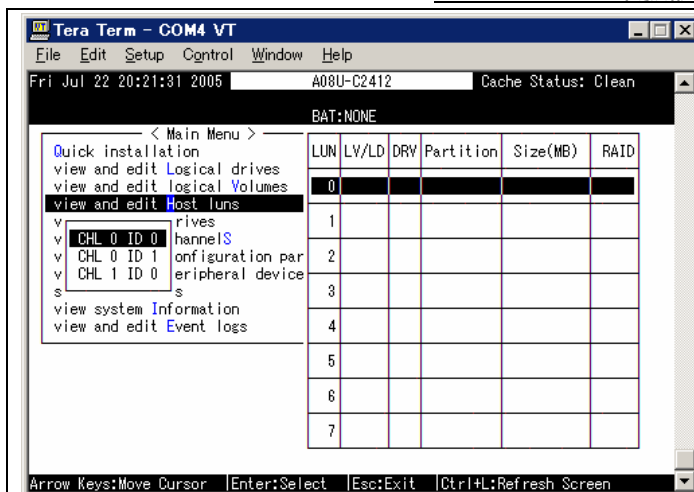 Tera Term - COM4 VT
File Edit Setup Control Window Help
Fri Jul 22 20:21:31 2005 A08U-C2412 Cache Status: Clean
BAT:NONE
< Main Menu >
Quick installation
view and edit Logical drives
view and edit logical Volumes
view and edit Host luns
v rives
v CHL 0 ID 0 hannelS
v CHL 0 ID 1 onfiguration par
v CHL 1 ID 0 eripheral device
s s
view system Information
view and edit Event logs
LUN LV/LD DRV Partition Size(MB) RAID
0
1
2
3
4
5
6
7
Arrow Keys:Move Cursor |Enter:Select |Esc:Exit |Ctrl+L:Refresh Screen